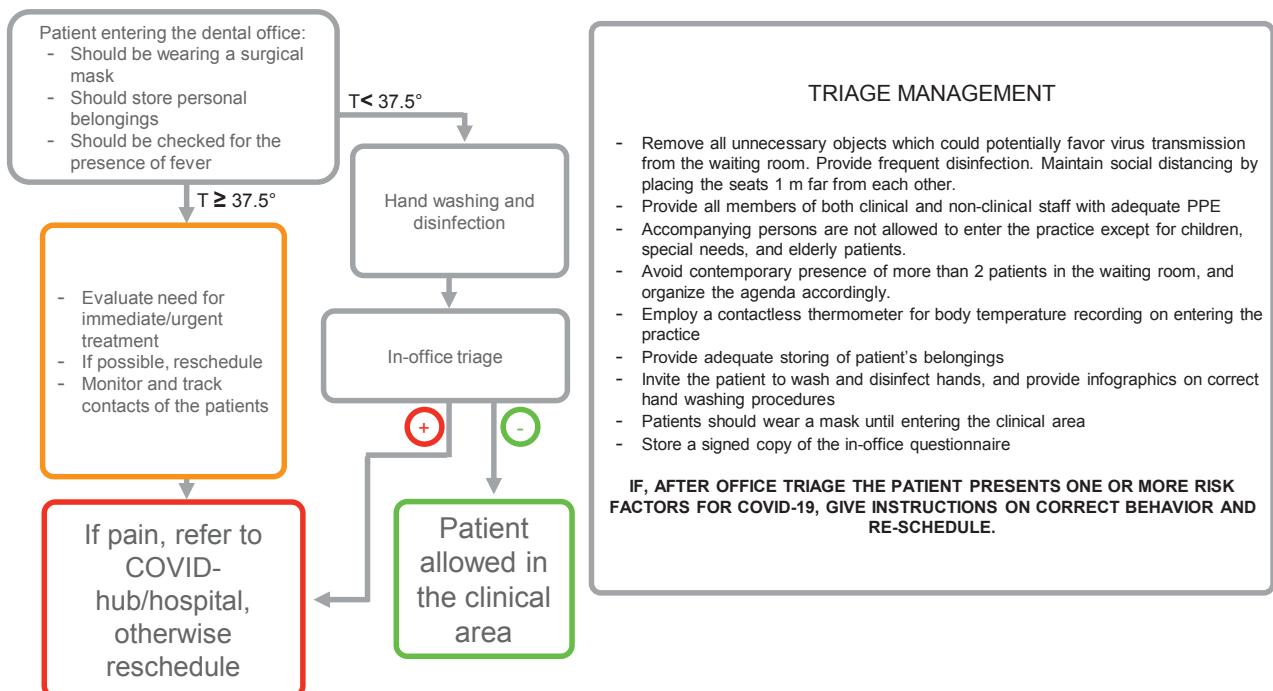 Patient entering the dental office:
- Should be wearing a surgical
mask
- Should store personal
belongings
- Should be checked for the
presence of fever
T< 37.5°
T ≥ 37.5°
Hand washing and
disinfection
- Evaluate need for
immediate/urgent
treatment
- If possible, reschedule
- Monitor and track
contacts of the patients
In-office triage
+
-
If pain, refer to
COVID-
hub/hospital,
otherwise
reschedule
Patient
allowed in
the clinical
area
TRIAGE MANAGEMENT
- Remove all unnecessary objects which could potentially favor virus transmission
from the waiting room. Provide frequent disinfection. Maintain social distancing by
placing the seats 1 m far from each other.
- Provide all members of both clinical and non-clinical staff with adequate PPE
- Accompanying persons are not allowed to enter the practice except for children,
special needs, and elderly patients.
- Avoid contemporary presence of more than 2 patients in the waiting room, and
organize the agenda accordingly.
- Employ a contactless thermometer for body temperature recording on entering the
practice
- Provide adequate storing of patient's belongings
- Invite the patient to wash and disinfect hands, and provide infographics on correct
hand washing procedures
- Patients should wear a mask until entering the clinical area
- Store a signed copy of the in-office questionnaire
IF, AFTER OFFICE TRIAGE THE PATIENT PRESENTS ONE OR MORE RISK
FACTORS FOR COVID-19, GIVE INSTRUCTIONS ON CORRECT BEHAVIOR AND
RE-SCHEDULE.